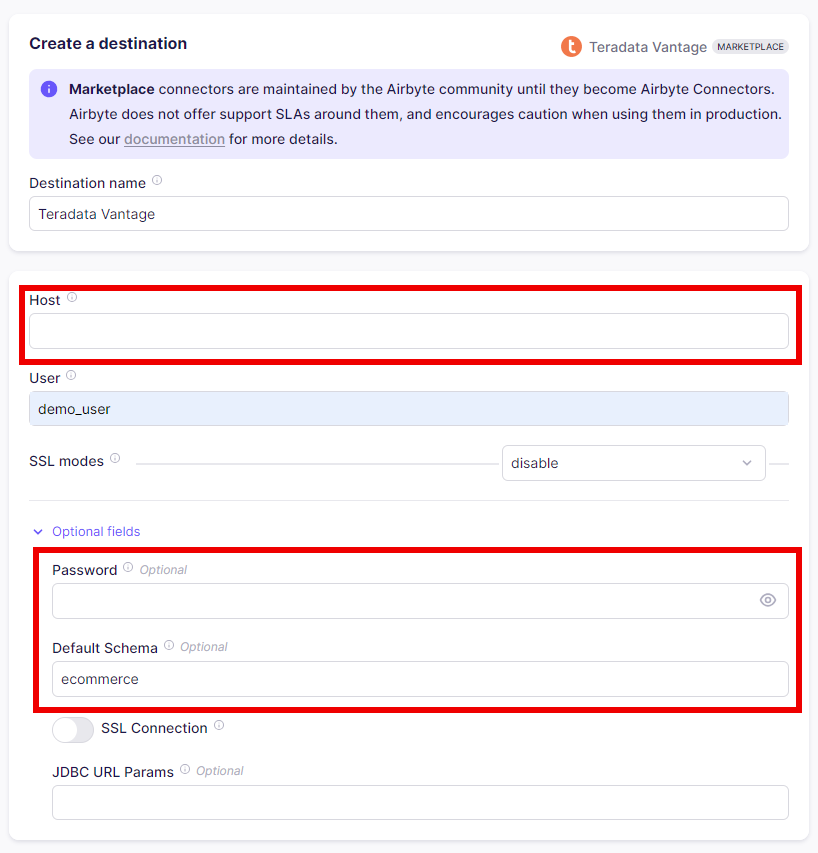 Create a destination
Teradata Vantage MARKETPLACE
Marketplace connectors are maintained by the Airbyte community until they become Airbyte Connectors.
Airbyte does not offer support SLAs around them, and encourages caution when using them in production.
See our documentation for more details.
Destination name
Teradata Vantage
Host
User
demo_user
SSL modes
disable
Optional fields
Password Optional
Default Schema Optional
ecommerce
SSL Connection
JDBC URL Params Optional